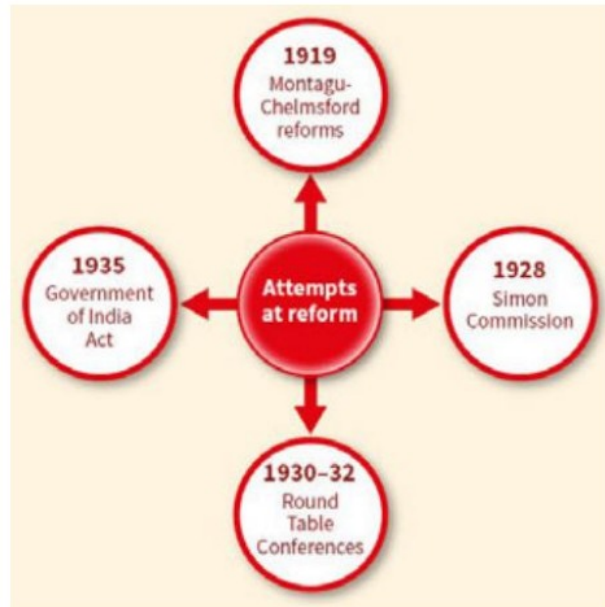 1919
Montagu-
Chelmsford
reforms
Attempts
at reform
1935
Government
of India
Act
1928
Simon
Commission
1930–32
Round
Table
Conferences